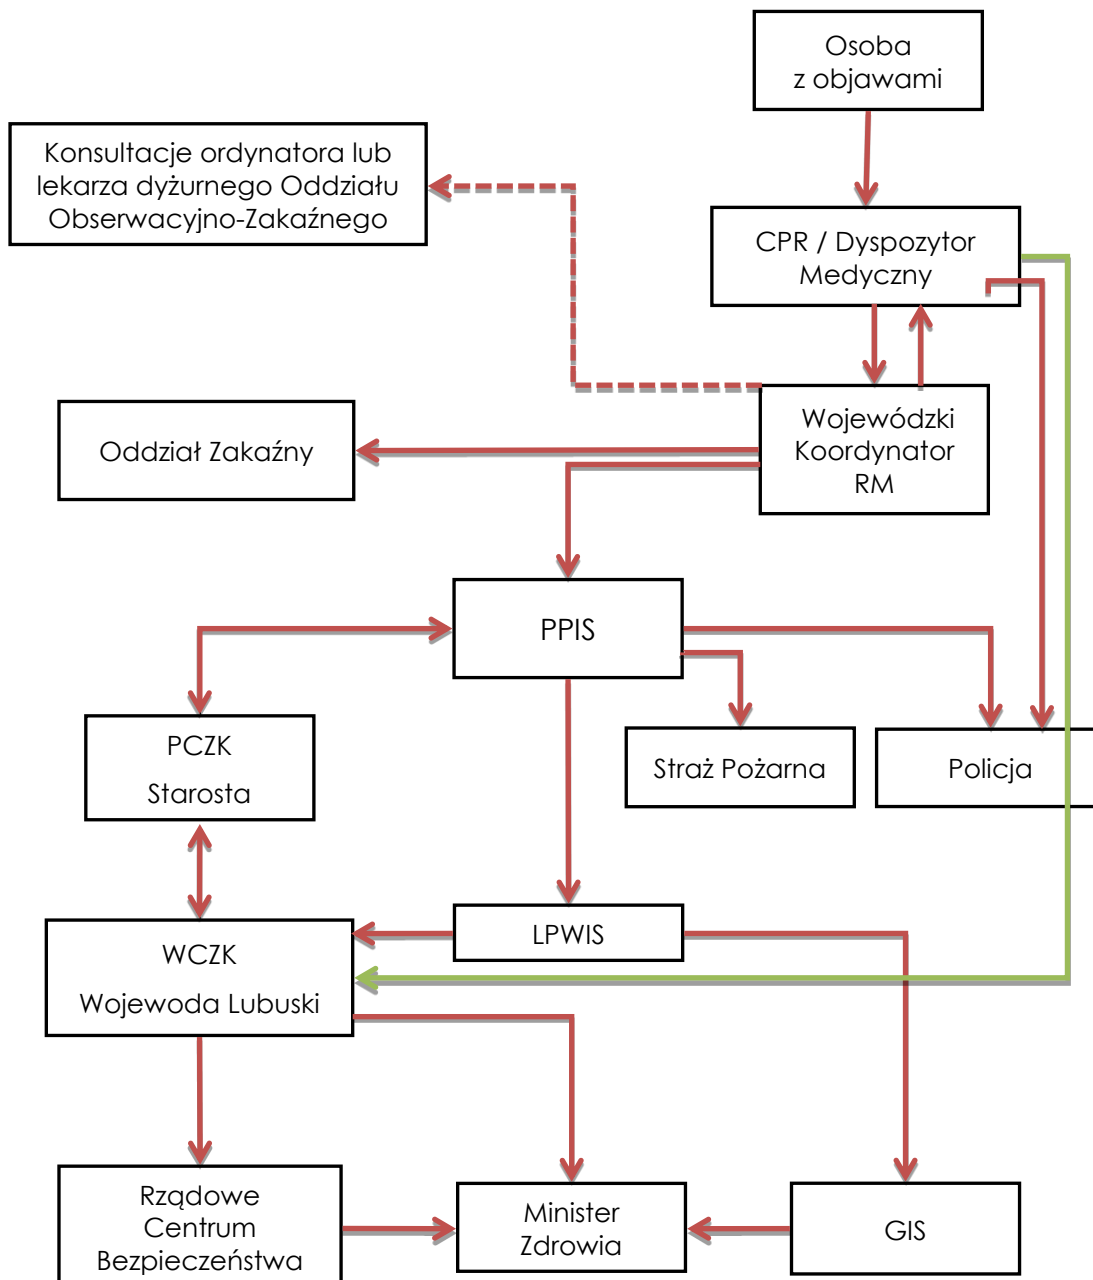 Osoba
z objawami
Konsultacje ordynatora lub
lekarza dyżurnego Oddziału
Obserwacyjno-Zakaźnego
CPR / Dyspozytor
Medyczny
Oddział Zakaźny
Wojewódzki
Koordynator
RM
PPIS
PCZK
Starosta
Straż Pożarna
Policja
LPWIS
WCZK
Wojewoda Lubuski
Rządowe
Centrum
Bezpieczeństwa
Minister
Zdrowia
GIS